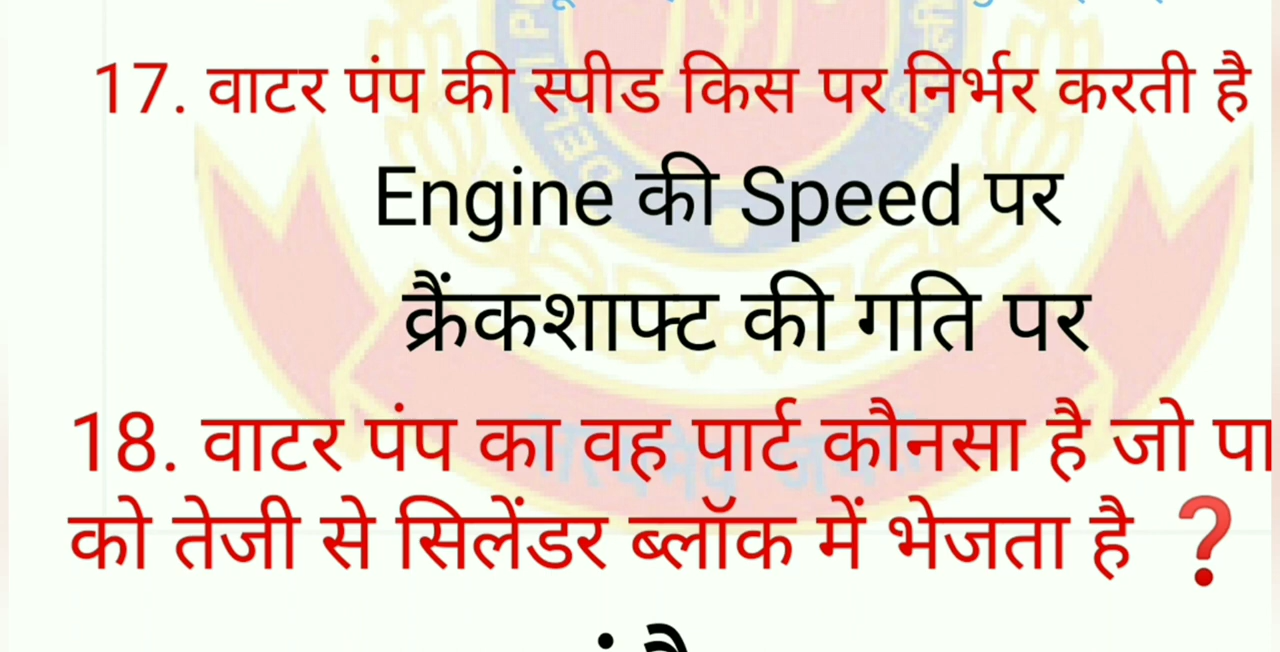 17. वाटर पंप की स्पीड किस पर निर्भर करती है
Engine की Speed पर
क्रैंकशाफ्ट की गति पर
18. वाटर पंप का वह पार्ट कौनसा है जो
को तेजी से सिलेंडर ब्लॉक में भेजता है ❓